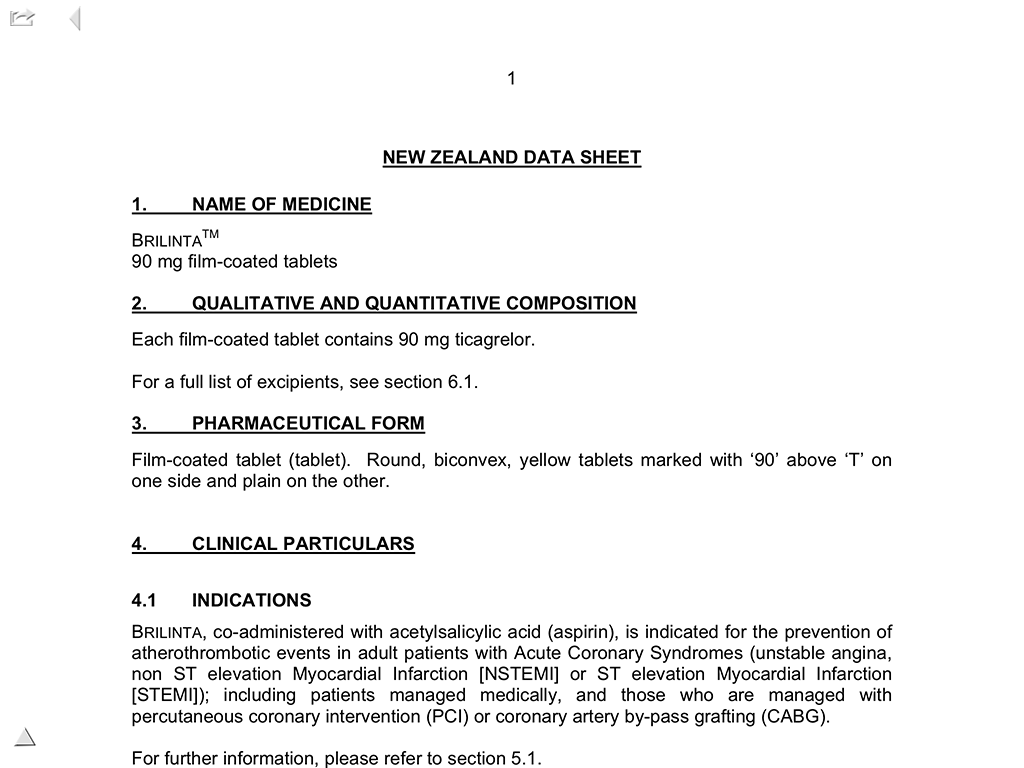 1
NEW ZEALAND DATA SHEET
1. NAME OF MEDICINE
BRILINTA™
90 mg film-coated tablets
2. QUALITATIVE AND QUANTITATIVE COMPOSITION
Each film-coated tablet contains 90 mg ticagrelor.
For a full list of excipients, see section 6.1.
3. PHARMACEUTICAL FORM
Film-coated tablet (tablet). Round, biconvex, yellow tablets marked with ‘90’ above ‘T’ on
one side and plain on the other.
4. CLINICAL PARTICULARS
4.1 INDICATIONS
BRILINTA, co-administered with acetylsalicylic acid (aspirin), is indicated for the prevention of
atherothrombotic events in adult patients with Acute Coronary Syndromes (unstable angina,
non ST elevation Myocardial Infarction [NSTEMI] or ST elevation Myocardial Infarction
[STEMI]); including patients managed medically, and those who are managed with
percutaneous coronary intervention (PCI) or coronary artery by-pass grafting (CABG).
For further information, please refer to section 5.1.